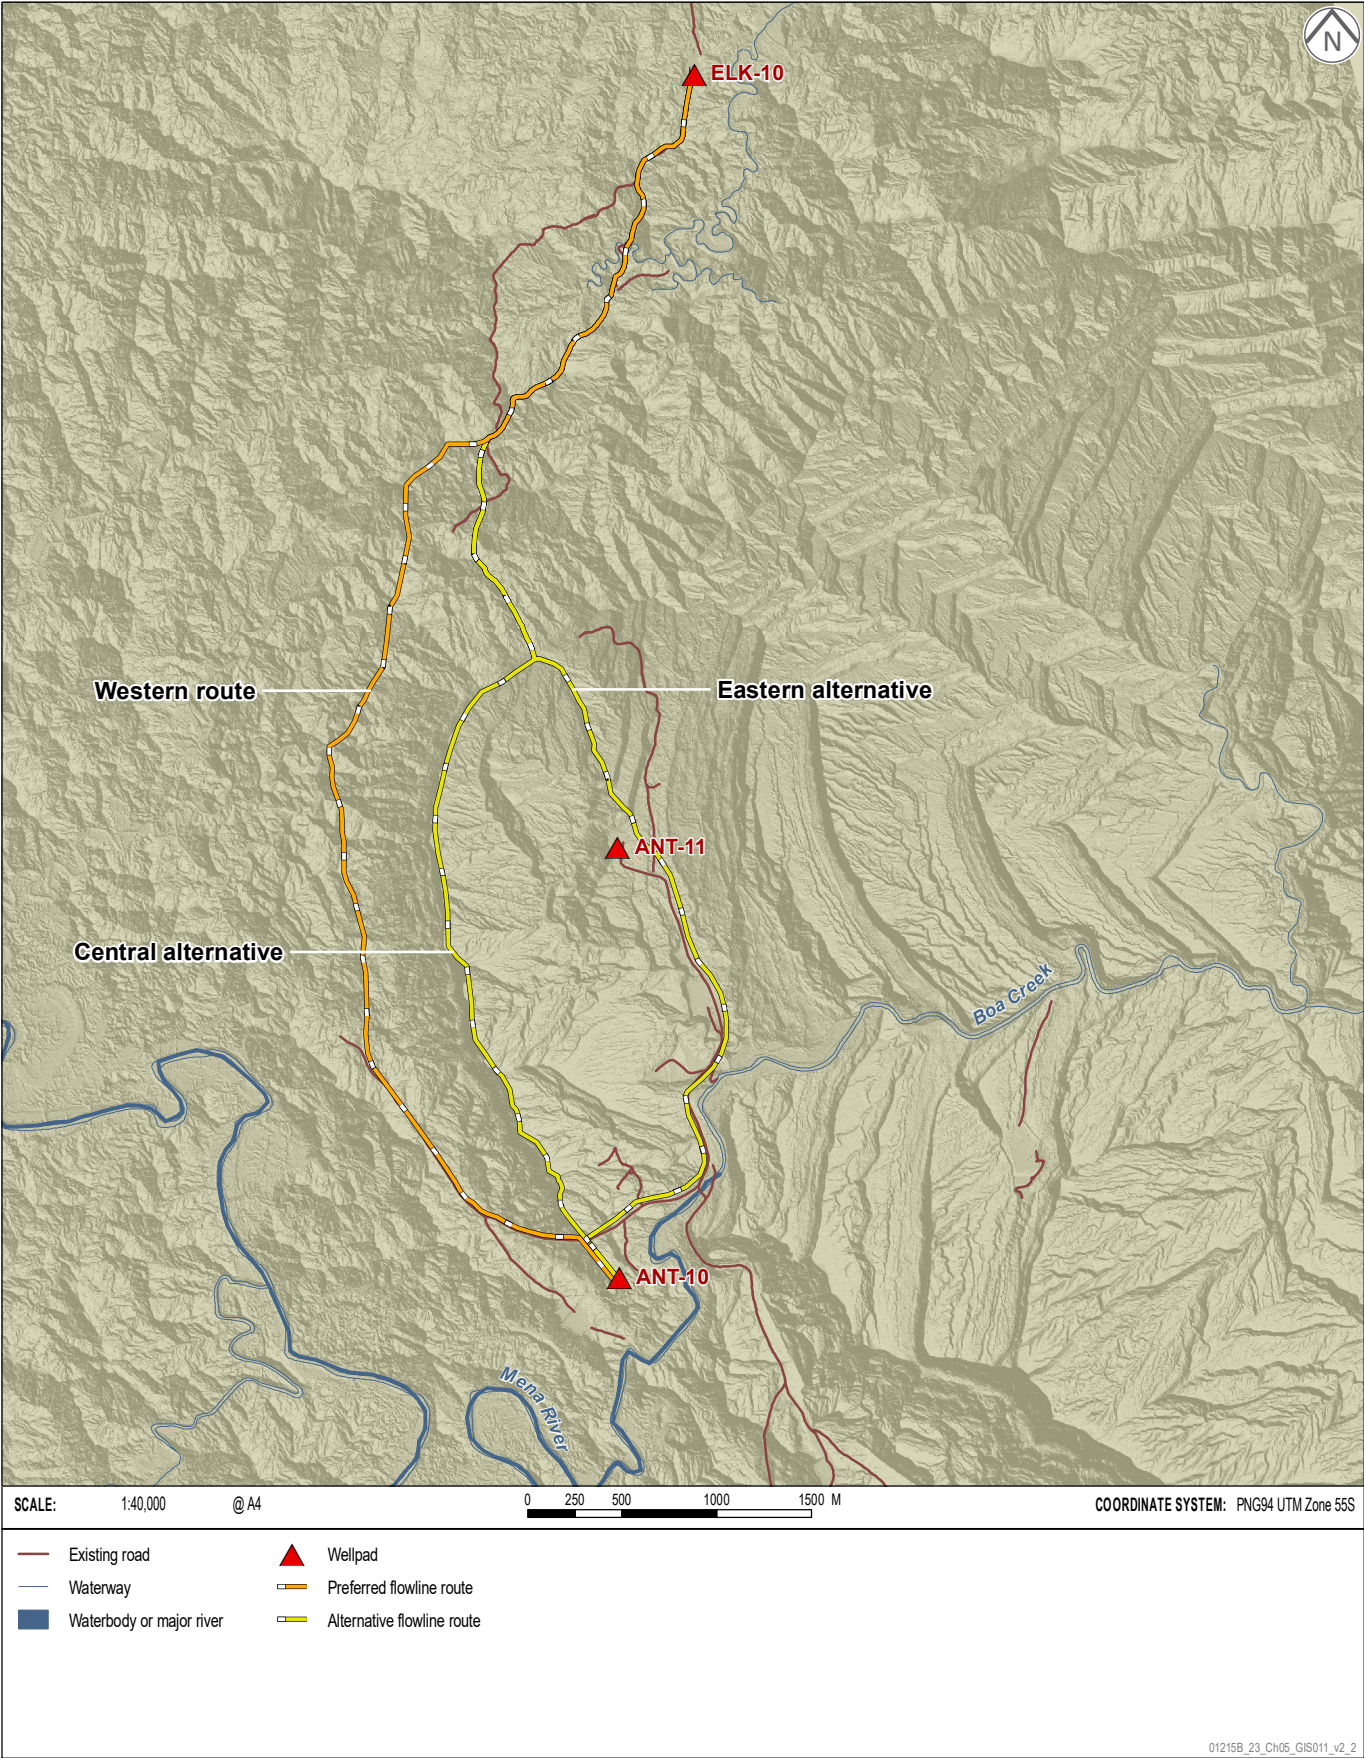 N
ELK-10
Western route
Eastern alternative
ANT-11
Central alternative
Boa Creek
ANT-10
Mena River
SCALE: 1:40,000 @ A4
0 250 500 1000 1500 M
COORDINATE SYSTEM: PNG94 UTM Zone 55S
Existing road
Wellpad
Waterway
Preferred flowline route
Waterbody or major river
Alternative flowline route
01215B_23_Ch05_GIS011_v2_2